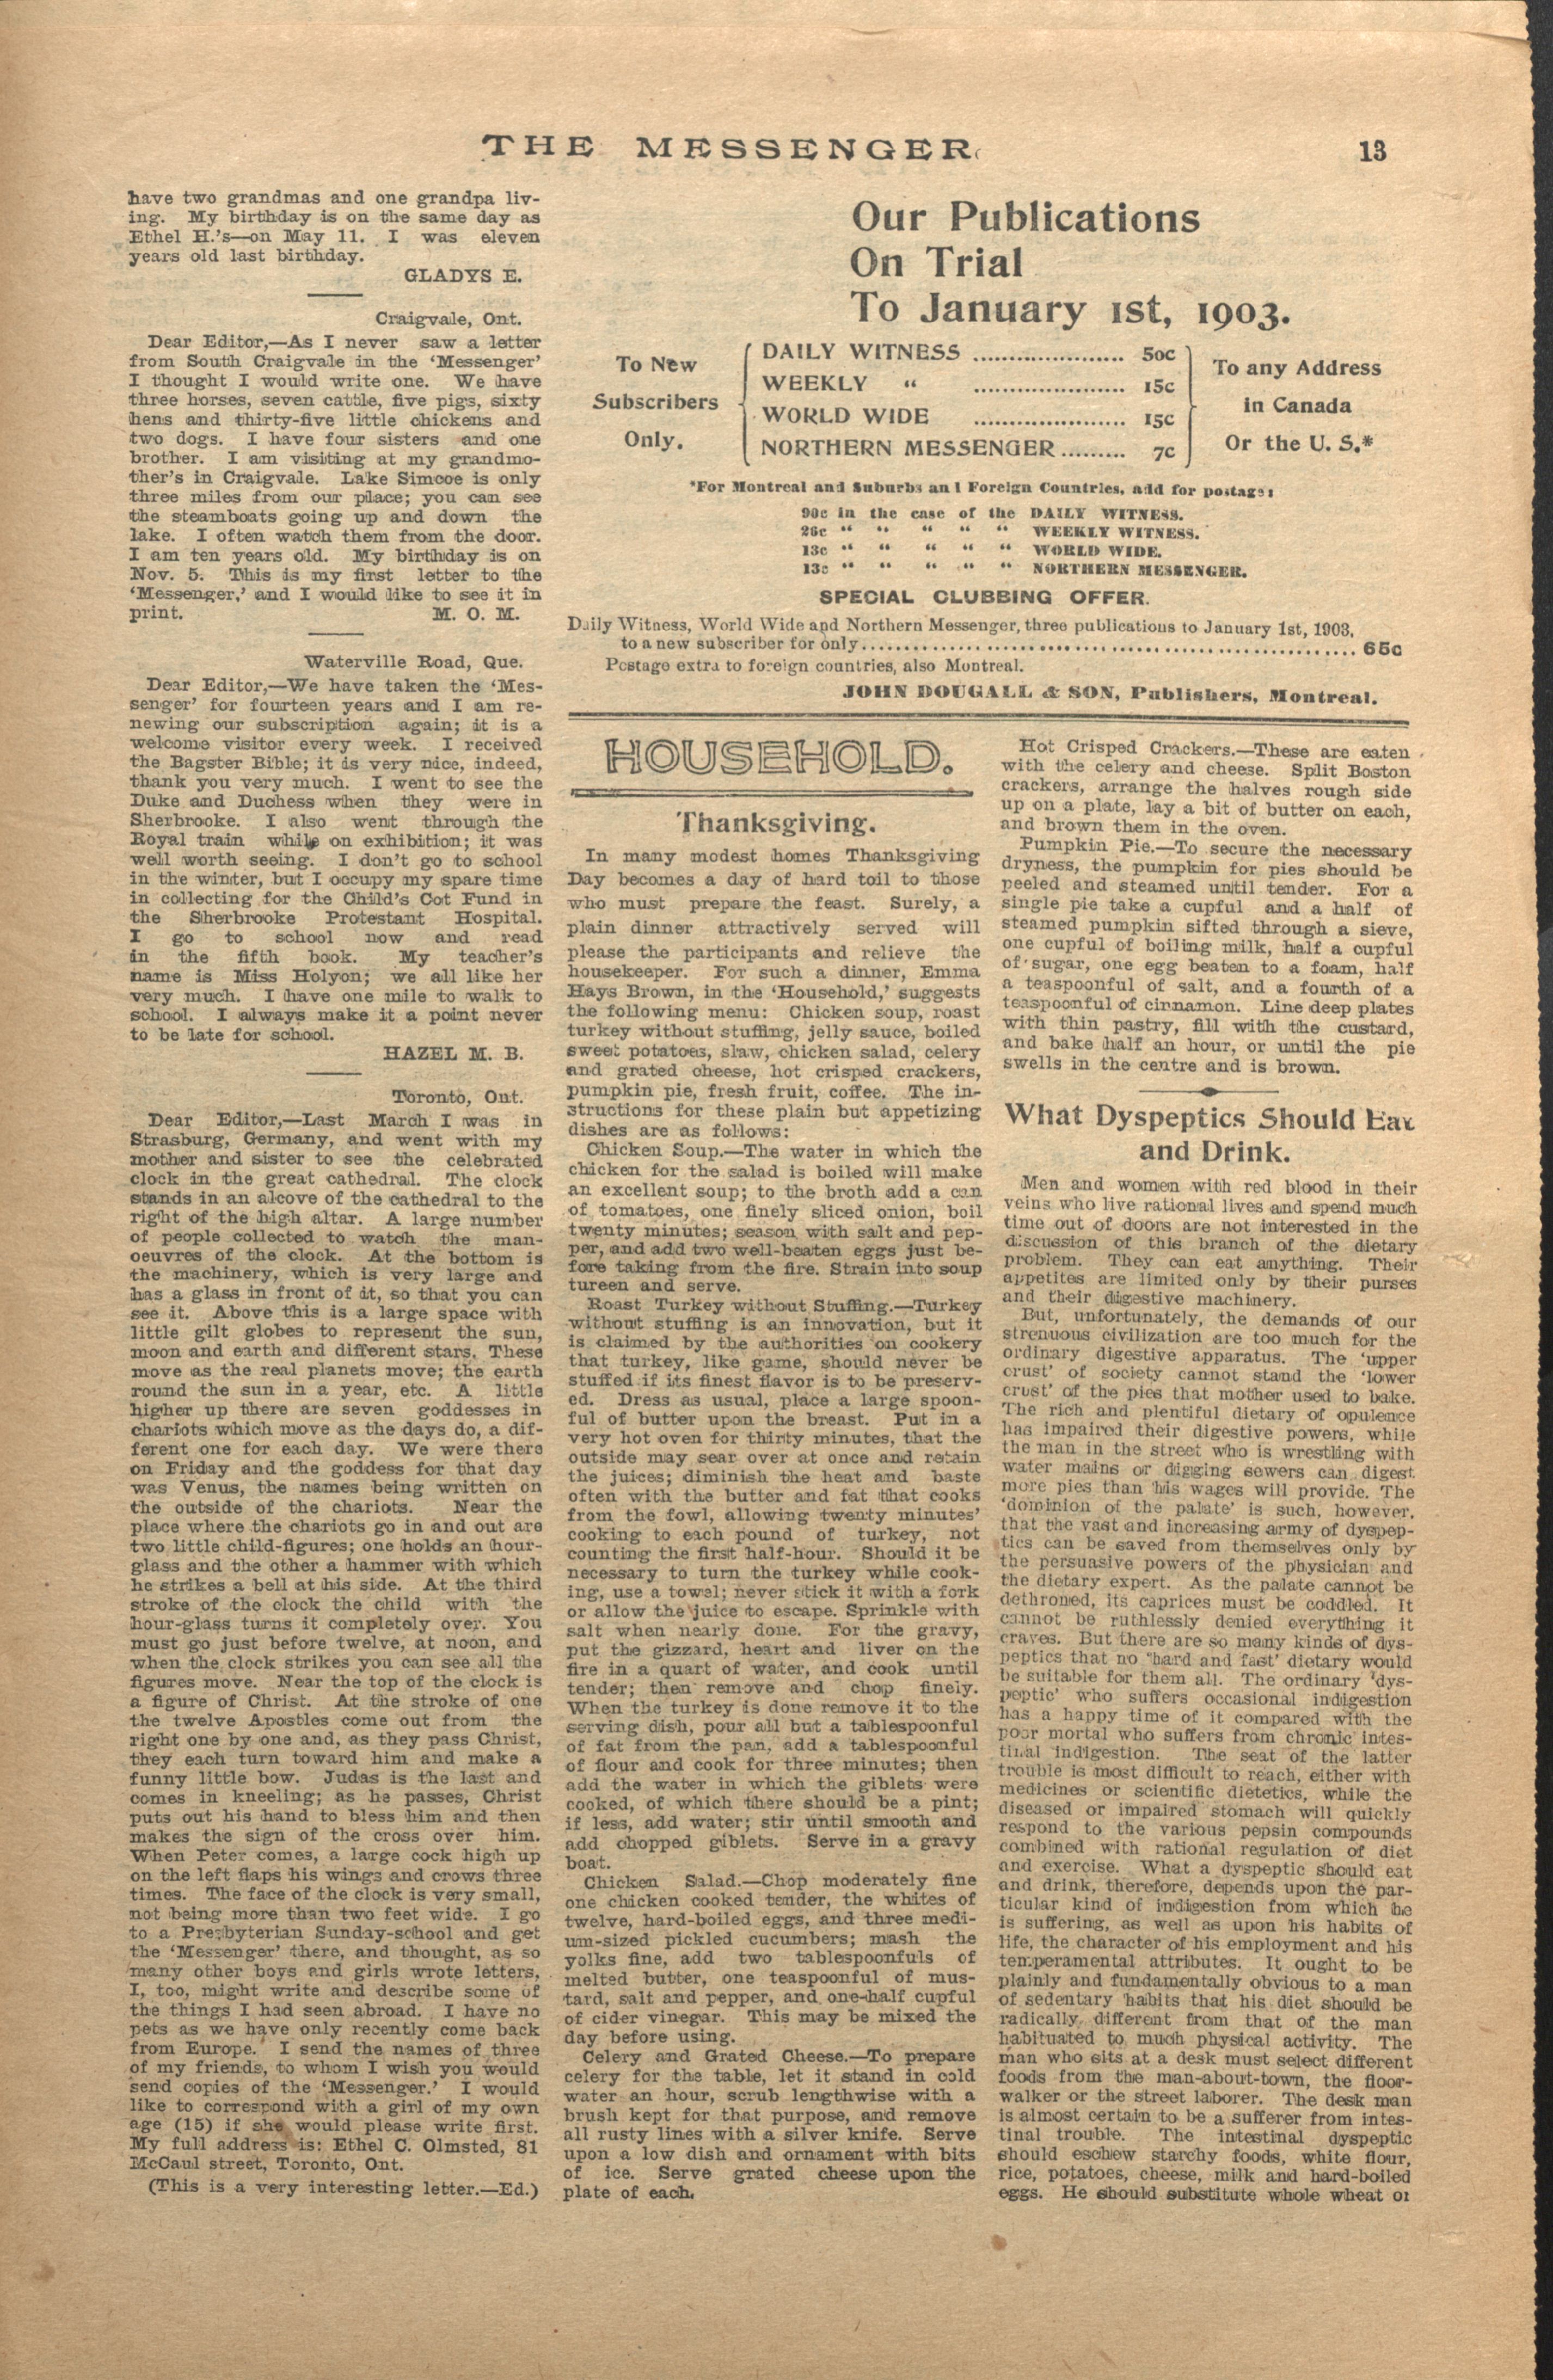 THE MESSENGER
13
have two grandmas and one grandpa liv-
ing. My birthday is on the same day as
Ethel H.'s—on May 11. I was eleven
years old last birthday.
GLADYS E.
Craigvale, Ont.
Dear Editor,—As I never saw a letter
from South Craigvale in the 'Messenger'
I thought I would write one. We have
three horses, seven cattle, five pigs, sixty
hens and thirty-five little chickens and
two dogs. I have four sisters and one
brother. I am visiting at my grandmo-
ther's in Craigvale. Lake Simcoe is only
three miles from our place; you can see
the steamboats going up and down the
lake. I often watch them from the door.
I am ten years old. My birthday is on
Nov. 5. This is my first letter to the
'Messenger,' and I would like to see it in
print. M. O. M.
Waterville Road, Que.
Dear Editor,—We have taken the 'Mes-
senger' for fourteen years and I am re-
newing our subscription again; it is a
welcome visitor every week. I received
the Bagster Bible; it is very nice, indeed,
thank you very much. I went to see the
Duke and Duchess when they were in
Sherbrooke. I also went through the
Royal train while on exhibition; it was
well worth seeing. I don't go to school
in the winter, but I occupy my spare time
in collecting for the Child's Cot Fund in
the Sherbrooke Protestant Hospital.
I go to school now and read
in the fifth book. My teacher's
name is Miss Holyon; we all like her
very much. I have one mile to walk to
school. I always make it a point never
to be late for school.
HAZEL M. B.
Toronto, Ont.
Dear Editor,—Last March I was in
Strasburg, Germany, and went with my
mother and sister to see the celebrated
clock in the great cathedral. The clock
stands in an alcove of the cathedral to the
right of the high altar. A large number
of people collected to watch the man-
oeuvres of the clock. At the bottom is
the machinery, which is very large and
has a glass in front of it, so that you can
see it. Above this is a large space with
little gilt globes to represent the sun,
moon and earth and different stars. These
move as the real planets move; the earth
round the sun in a year, etc. A little
higher up there are seven goddesses in
chariots which move as the days do, a dif-
ferent one for each day. We were there
on Friday and the goddess for that day
was Venus, the names being written on
the outside of the chariots. Near the
place where the chariots go in and out are
two little child-figures; one holds an hour-
glass and the other a hammer with which
he strikes a bell at his side. At the third
stroke of the clock the child with the
hour-glass turns it completely over. You
must go just before twelve, at noon, and
when the clock strikes you can see all the
figures move. Near the top of the clock is
a figure of Christ. At the stroke of one
the twelve Apostles come out from the
right one by one and, as they pass Christ,
they each turn toward him and make a
funny little bow. Judas is the last and
comes in kneeling; as he passes, Christ
puts out his hand to bless him and then
makes the sign of the cross over him.
When Peter comes, a large cock high up
on the left flaps his wings and crows three
times. The face of the clock is very small,
not being more than two feet wide. I go
to a Presbyterian Sunday-school and get
the 'Messenger' there, and thought, as so
many other boys and girls wrote letters,
I, too, might write and describe some of
the things I had seen abroad. I have no
pets as we have only recently come back
from Europe. I send the names of three
of my friends, to whom I wish you would
send copies of the 'Messenger.' I would
like to correspond with a girl of my own
age (15) if she would please write first.
My full address is: Ethel C. Olmsted, 81
McCaul street, Toronto, Ont.
(This is a very interesting letter.—Ed.)
Our Publications
On Trial
To January 1st, 1903.
To New
Subscribers
Only.
DAILY WITNESS ..................... 50c
WEEKLY " ..................... 15c
WORLD WIDE ..................... 15c
NORTHERN MESSENGER......... 7c
To any Address
in Canada
Or the U. S.*
*For Montreal and Suburbs and Foreign Countries, add for postage:
90c in the case of the DAILY WITNESS.
26c " " " " " WEEKLY WITNESS.
13c " " " " " WORLD WIDE.
13c " " " " " NORTHERN MESSENGER.
SPECIAL CLUBBING OFFER.
Daily Witness, World Wide and Northern Messenger, three publications to January 1st, 1903,
to a new subscriber for only................................................................ 65c
Postage extra to foreign countries, also Montreal.
JOHN DOUGALL & SON, Publishers, Montreal.
HOUSEHOLD.
Thanksgiving.
In many modest homes Thanksgiving
Day becomes a day of hard toil to those
who must prepare the feast. Surely, a
plain dinner attractively served will
please the participants and relieve the
housekeeper. For such a dinner, Emma
Hays Brown, in the 'Household,' suggests
the following menu: Chicken soup, roast
turkey without stuffing, jelly sauce, boiled
sweet potatoes, slaw, chicken salad, celery
and grated cheese, hot crisped crackers,
pumpkin pie, fresh fruit, coffee. The in-
structions for these plain but appetizing
dishes are as follows:
Chicken Soup.—The water in which the
chicken for the salad is boiled will make
an excellent soup; to the broth add a can
of tomatoes, one finely sliced onion, boil
twenty minutes; season with salt and pep-
per, and add two well-beaten eggs just be-
fore taking from the fire. Strain into soup
tureen and serve.
Roast Turkey without Stuffing.—Turkey
without stuffing is an innovation, but it
is claimed by the authorities on cookery
that turkey, like game, should never be
stuffed if its finest flavor is to be preserv-
ed. Dress as usual, place a large spoon-
ful of butter upon the breast. Put in a
very hot oven for thirty minutes, that the
outside may sear over at once and retain
the juices; diminish the heat and baste
often with the butter and fat that cooks
from the fowl, allowing twenty minutes'
cooking to each pound of turkey, not
counting the first half-hour. Should it be
necessary to turn the turkey while cook-
ing, use a towel; never stick it with a fork
or allow the juice to escape. Sprinkle with
salt when nearly done. For the gravy,
put the gizzard, heart and liver on the
fire in a quart of water, and cook until
tender; then remove and chop finely.
When the turkey is done remove it to the
serving dish, pour all but a tablespoonful
of fat from the pan, add a tablespoonful
of flour and cook for three minutes; then
add the water in which the giblets were
cooked, of which there should be a pint;
if less, add water; stir until smooth and
add chopped giblets. Serve in a gravy
boat.
Chicken Salad.—Chop moderately fine
one chicken cooked tender, the whites of
twelve, hard-boiled eggs, and three medi-
um-sized pickled cucumbers; mash the
yolks fine, add two tablespoonfuls of
melted butter, one teaspoonful of mus-
tard, salt and pepper, and one-half cupful
of cider vinegar. This may be mixed the
day before using.
Celery and Grated Cheese.—To prepare
celery for the table, let it stand in cold
water an hour, scrub lengthwise with a
brush kept for that purpose, and remove
all rusty lines with a silver knife. Serve
upon a low dish and ornament with bits
of ice. Serve grated cheese upon the
plate of each.
Hot Crisped Crackers.—These are eaten
with the celery and cheese. Split Boston
crackers, arrange the halves rough side
up on a plate, lay a bit of butter on each,
and brown them in the oven.
Pumpkin Pie.—To secure the necessary
dryness, the pumpkin for pies should be
peeled and steamed until tender. For a
single pie take a cupful and a half of
steamed pumpkin sifted through a sieve,
one cupful of boiling milk, half a cupful
of sugar, one egg beaten to a foam, half
a teaspoonful of salt, and a fourth of a
teaspoonful of cinnamon. Line deep plates
with thin pastry, fill with the custard,
and bake half an hour, or until the pie
swells in the centre and is brown.
What Dyspeptics Should Eat
and Drink.
Men and women with red blood in their
veins who live rational lives and spend much
time out of doors are not interested in the
discussion of this branch of the dietary
problem. They can eat anything. Their
appetites are limited only by their purses
and their digestive machinery.
But, unfortunately, the demands of our
strenuous civilization are too much for the
ordinary digestive apparatus. The 'upper
crust' of society cannot stand the 'lower
crust' of the pies that mother used to bake.
The rich and plentiful dietary of opulence
has impaired their digestive powers, while
the man in the street who is wrestling with
water mains or digging sewers can digest
more pies than his wages will provide. The
'dominion of the palate' is such, however,
that the vast and increasing army of dyspep-
tics can be saved from themselves only by
the persuasive powers of the physician and
the dietary expert. As the palate cannot be
dethroned, its caprices must be coddled. It
cannot be ruthlessly denied everything it
craves. But there are so many kinds of dys-
peptics that no 'hard and fast' dietary would
be suitable for them all. The ordinary 'dys-
peptic' who suffers occasional indigestion
has a happy time of it compared with the
poor mortal who suffers from chronic intes-
tinal indigestion. The seat of the latter
trouble is most difficult to reach, either with
medicines or scientific dietetics, while the
diseased or impaired stomach will quickly
respond to the various pepsin compounds
combined with rational regulation of diet
and exercise. What a dyspeptic should eat
and drink, therefore, depends upon the par-
ticular kind of indigestion from which he
is suffering, as well as upon his habits of
life, the character of his employment and his
temperamental attributes. It ought to be
plainly and fundamentally obvious to a man
of sedentary habits that his diet should be
radically different from that of the man
habituated to much physical activity. The
man who sits at a desk must select different
foods from the man-about-town, the floor-
walker or the street laborer. The desk man
is almost certain to be a sufferer from intes-
tinal trouble. The intestinal dyspeptic
should eschew starchy foods, white flour,
rice, potatoes, cheese, milk and hard-boiled
eggs. He should substitute whole wheat or